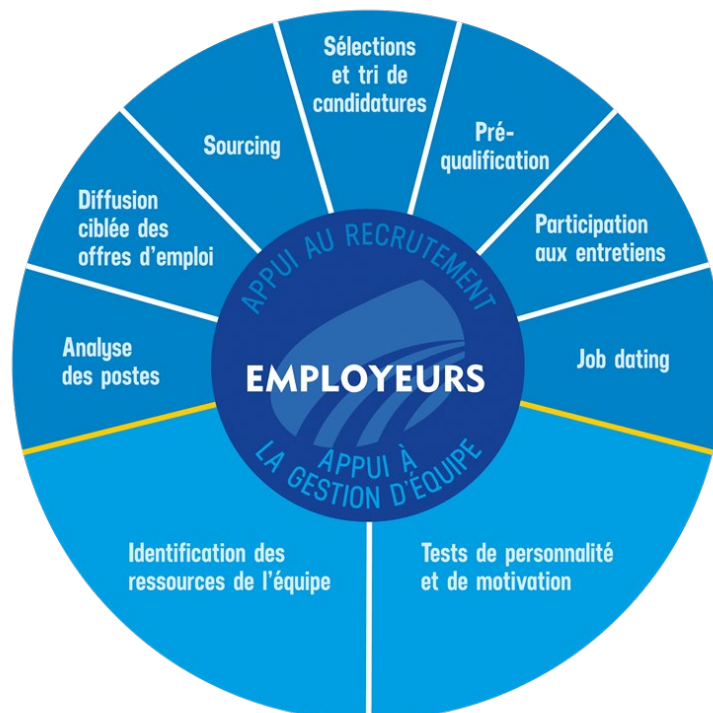 Sélections
et tri de
candidatures
Sourcing
Pré-
qualification
Diffusion
ciblée des
offres d'emploi
Participation
aux entretiens
Analyse
des postes
Job dating
APPUI AU RECRUTEMENT
EMPLOYEURS
APPUI À
LA GESTION D'ÉQUIPE
Identification des
ressources de l'équipe
Tests de personnalité
et de motivation